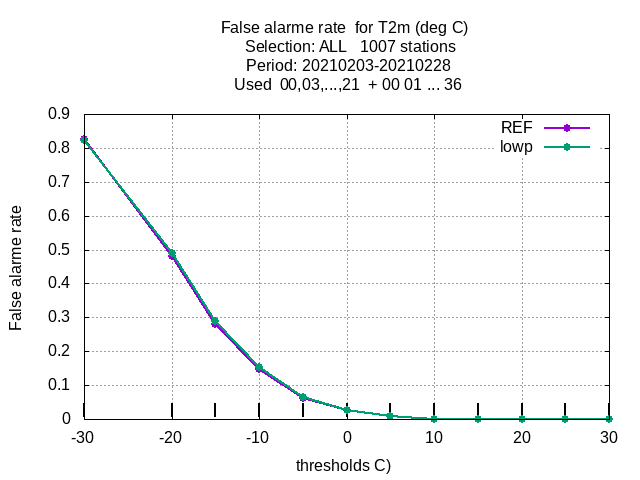 False alarme rate  for T2m (deg C)
Selection: ALL   1007 stations
Period: 20210203-20210228
Used  00,03,...,21  + 00 01 ... 36
REF
lowp
0.9
0.8
0.7
0.6
0.5
0.4
0.3
0.2
0.1
0
False alarme rate
-30 -20 -10 0 10 20 30
thresholds C)